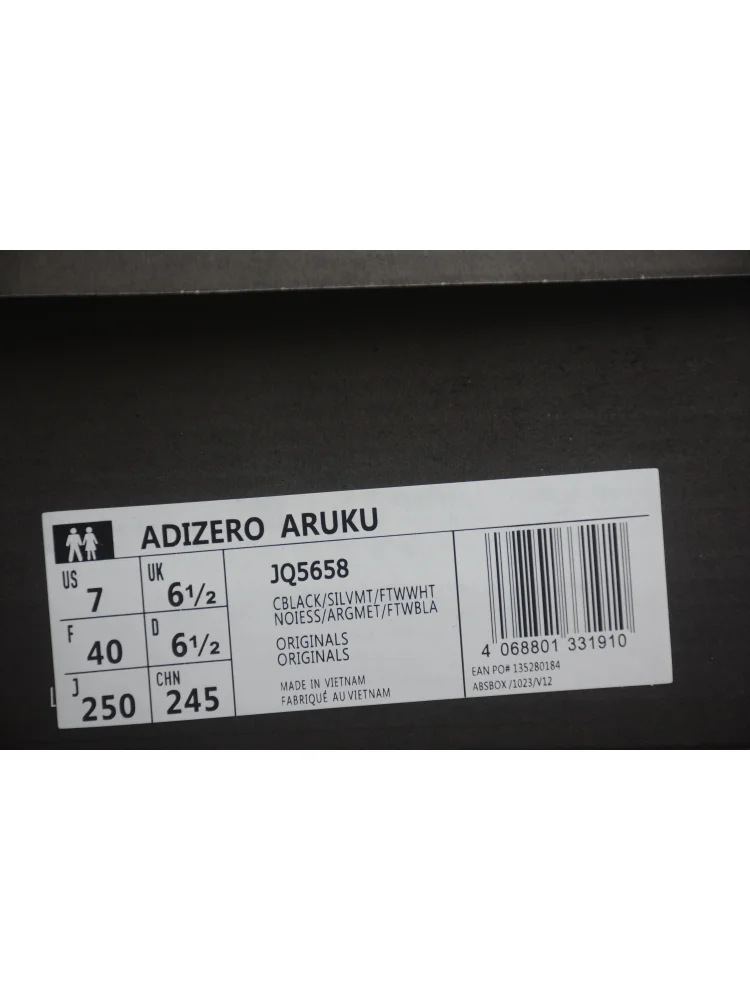 ADIZERO ARUKU
US 7 UK 6½
F 40 D 6½
J 250 CHN 245
JQ5658
CBLACK/SILVMT/FTWWHT
NOIESS/ARGMET/FTWBLA
ORIGINALS
ORIGINALS
MADE IN VIETNAM
FABRIQUÉ AU VIETNAM
4 068801 331910
EAN PO# 135280184
ABSBOX /1023/V12